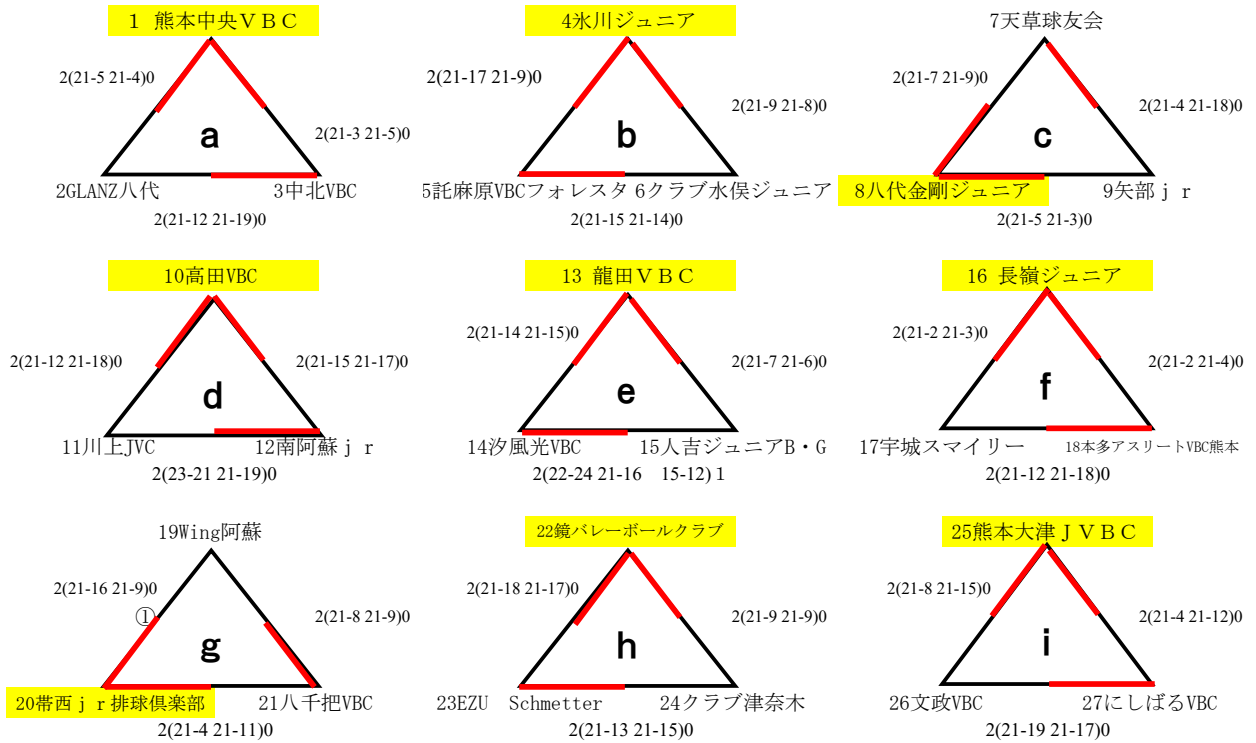 1 熊本中央ＶＢＣ
2(21-5 21-4)0
2(21-3 21-5)0
a
2GLANZ八代
3中北VBC
2(21-12 21-19)0
4氷川ジュニア
2(21-17 21-9)0
2(21-9 21-8)0
b
5託麻原VBCフォレスタ
6クラブ水俣ジュニア
2(21-15 21-14)0
7天草球友会
2(21-7 21-9)0
2(21-4 21-18)0
c
8八代金剛ジュニア
9矢部ｊｒ
2(21-5 21-3)0
10高田VBC
2(21-12 21-18)0
2(21-15 21-17)0
d
11川上JVC
12南阿蘇ｊｒ
2(23-21 21-19)0
13 龍田ＶＢＣ
2(21-14 21-15)0
2(21-7 21-6)0
e
14汐風光VBC
15人吉ジュニアB・G
2(22-24 21-16　15-12)１
16 長嶺ジュニア
2(21-2 21-3)0
2(21-2 21-4)0
f
17宇城スマイリー
18本多アスリートVBC熊本
2(21-12 21-18)0
19Wing阿蘇
2(21-16 21-9)0
①
2(21-8 21-9)0
g
20帯西ｊｒ排球倶楽部
21八千把VBC
2(21-4 21-11)0
22鏡バレーボールクラブ
2(21-18 21-17)0
2(21-9 21-9)0
h
23EZU　Schmetter
24クラブ津奈木
2(21-13 21-15)0
25熊本大津ＪＶＢＣ
2(21-8 21-15)0
2(21-4 21-12)0
i
26文政VBC
27にしばるVBC
2(21-19 21-17)0